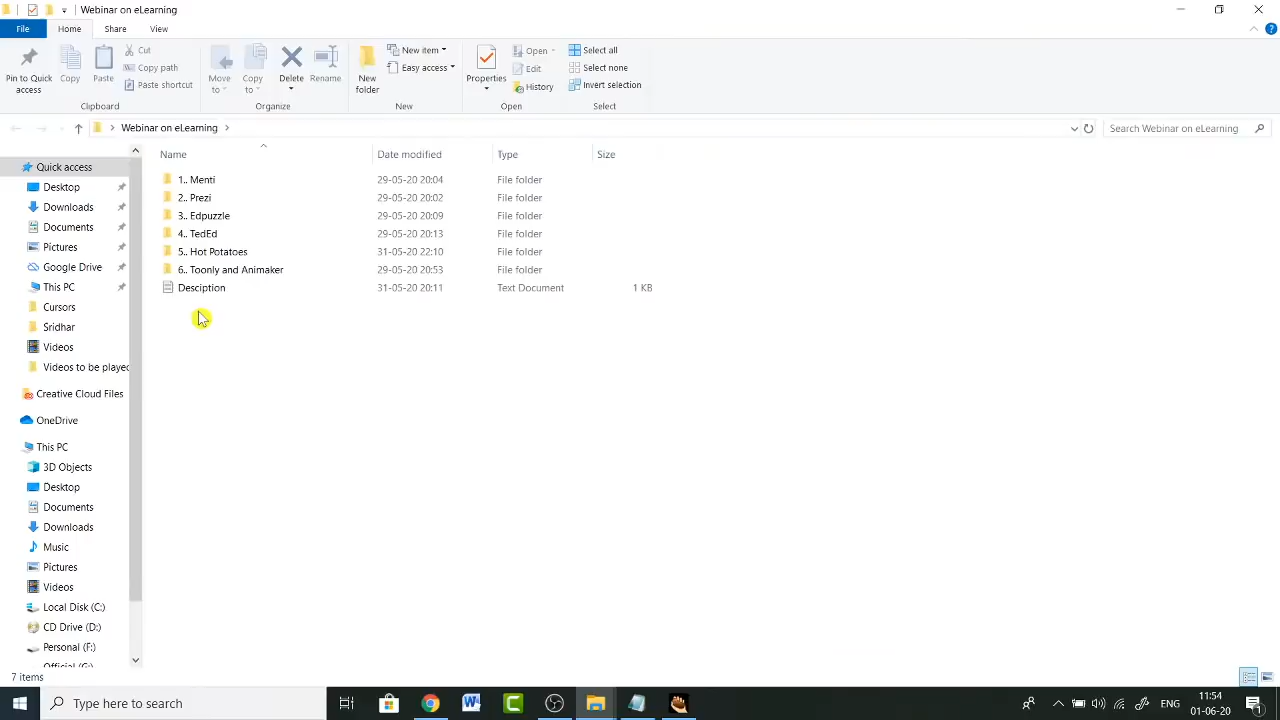 Webinar on eLearning
File Home Share View
Pin to Quick access
Copy
Paste
Cut
Copy path
Paste shortcut
Clipboard
Move to
Copy to
Delete
Rename
Organize
New folder
New item
Easy access
New
Properties
Open
Edit
History
Open
Select all
Select none
Invert selection
Select
Webinar on eLearning
Search Webinar on eLearning
Name Date modified Type Size
1.. Menti 29-05-20 20:04 File folder
2.. Prezi 29-05-20 20:02 File folder
3.. Edpuzzle 29-05-20 20:09 File folder
4.. TedEd 29-05-20 20:13 File folder
5.. Hot Potatoes 31-05-20 22:10 File folder
6.. Toonly and Animaker 29-05-20 20:53 File folder
Desciption 31-05-20 20:11 Text Document 1 KB
Quick access
Desktop
Downloads
Documents
Pictures
Google Drive
This PC
Cursors
Sridhar
Videos
Videos to be played
Creative Cloud Files
OneDrive
This PC
3D Objects
Desktop
Documents
Downloads
Music
Pictures
Videos
Local Disk (C:)
CD Drive (D:)
Personal (F:)
Official (G:)
7 items
Type here to search
ENG
11:54
01-06-20